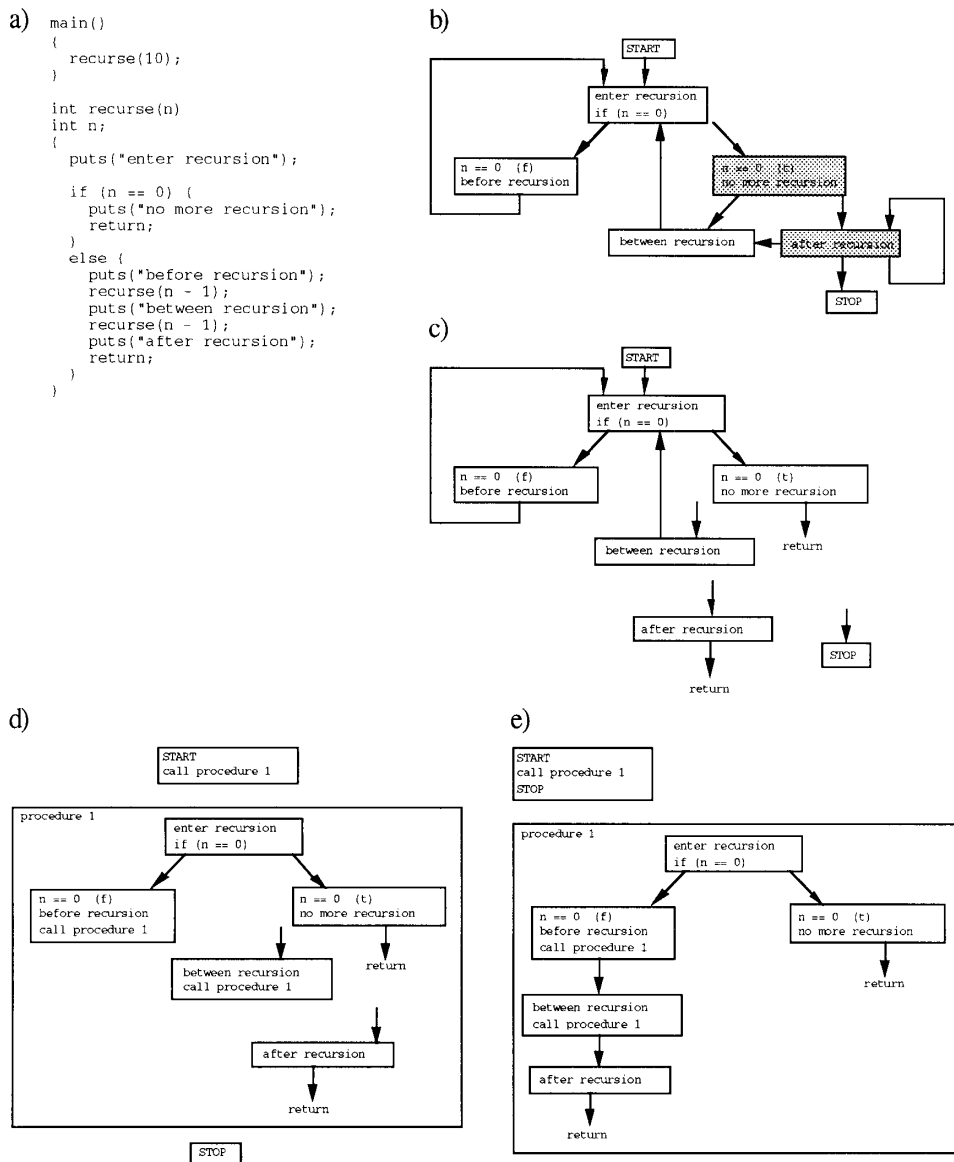 a)
main()
{
recurse(10);
}
int recurse(n)
int n;
{
puts("enter recursion");
if (n == 0) {
puts("no more recursion");
return;
}
else {
puts("before recursion");
recurse(n - 1);
puts("between recursion");
recurse(n - 1);
puts("after recursion");
return;
}
}
b)
START
enter recursion
if (n == 0)
n == 0 (f)
before recursion
n == 0 (t)
no more recursion
between recursion
after recursion
STOP
c)
START
enter recursion
if (n == 0)
n == 0 (f)
before recursion
n == 0 (t)
no more recursion
return
between recursion
after recursion
return
STOP
d)
START
call procedure 1
procedure 1
enter recursion
if (n == 0)
n == 0 (f)
before recursion
call procedure 1
n == 0 (t)
no more recursion
return
between recursion
call procedure 1
after recursion
return
STOP
e)
START
call procedure 1
STOP
procedure 1
enter recursion
if (n == 0)
n == 0 (f)
before recursion
call procedure 1
n == 0 (t)
no more recursion
return
between recursion
call procedure 1
after recursion
return